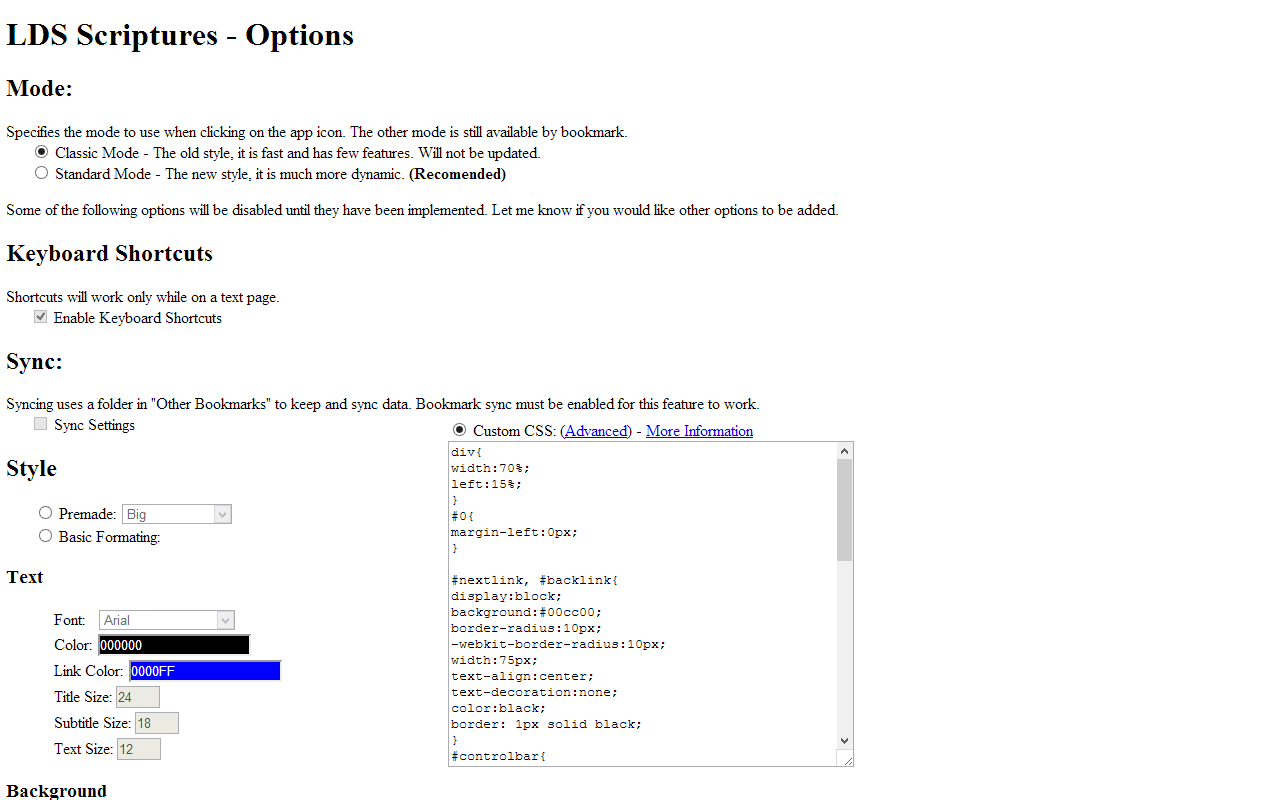 LDS Scriptures - Options
Mode:
Specifies the mode to use when clicking on the app icon. The other mode is still available by bookmark.
Classic Mode - The old style, it is fast and has few features. Will not be updated.
Standard Mode - The new style, it is much more dynamic. (Recomended)
Some of the following options will be disabled until they have been implemented. Let me know if you would like other options to be added.
Keyboard Shortcuts
Shortcuts will work only while on a text page.
Enable Keyboard Shortcuts
Sync:
Syncing uses a folder in "Other Bookmarks" to keep and sync data. Bookmark sync must be enabled for this feature to work.
Sync Settings
Style
Premade: Big
Basic Formating:
Text
Font: Arial
Color: 000000
Link Color: 0000FF
Title Size: 24
Subtitle Size: 18
Text Size: 12
Background
Custom CSS: (Advanced) - More Information
div{
width:70%;
left:15%;
}
#0{
margin-left:0px;
}
#nextlink, #backlink{
display:block;
background:#00cc00;
border-radius:10px;
-webkit-border-radius:10px;
width:75px;
text-align:center;
text-decoration:none;
color:black;
border: 1px solid black;
}
#controlbar{